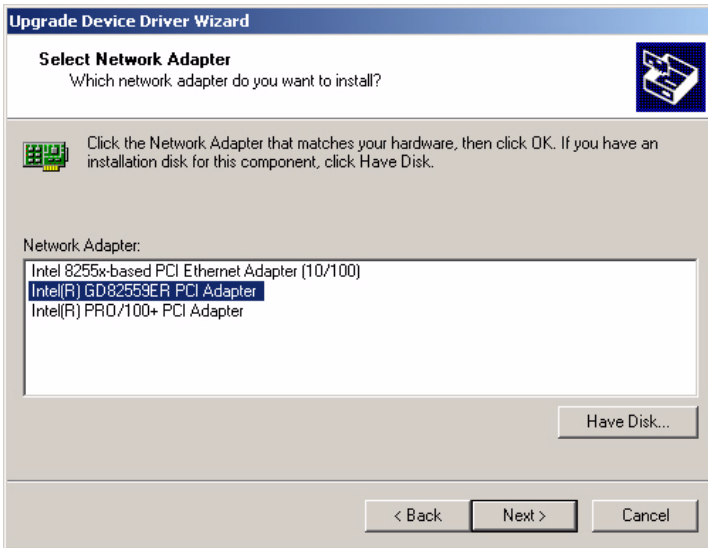 Upgrade Device Driver Wizard
Select Network Adapter
Which network adapter do you want to install?
Click the Network Adapter that matches your hardware, then click OK. If you have an
installation disk for this component, click Have Disk.
Network Adapter:
Intel 8255x-based PCI Ethernet Adapter (10/100)
Intel(R) GD82559ER PCI Adapter
Intel(R) PRO/100+ PCI Adapter
Have Disk...
< Back
Next >
Cancel